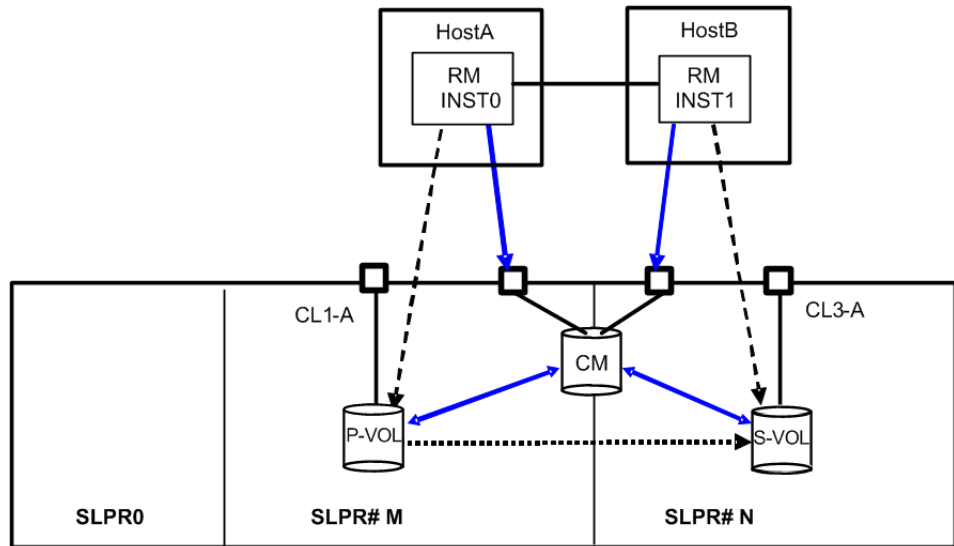 HostA
HostB
RM
INST0
RM
INST1
CL1-A
CL3-A
CM
P-VOL
S-VOL
SLPR0
SLPR# M
SLPR# N